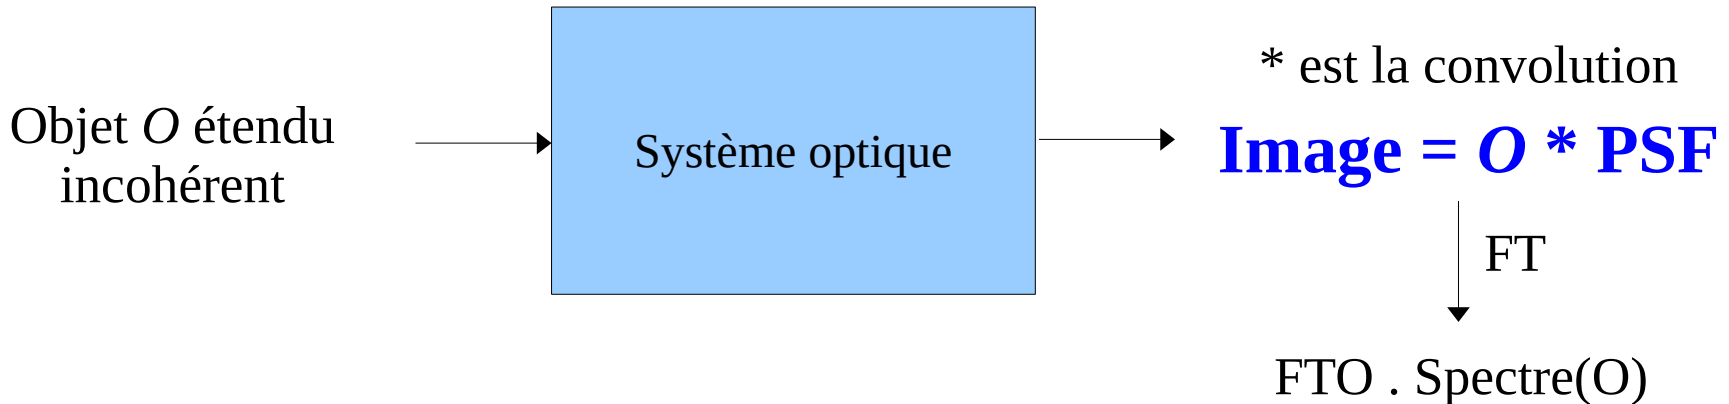 Objet O étendu
incohérent
Système optique
* est la convolution
Image = O * PSF
FT
FTO . Spectre(O)